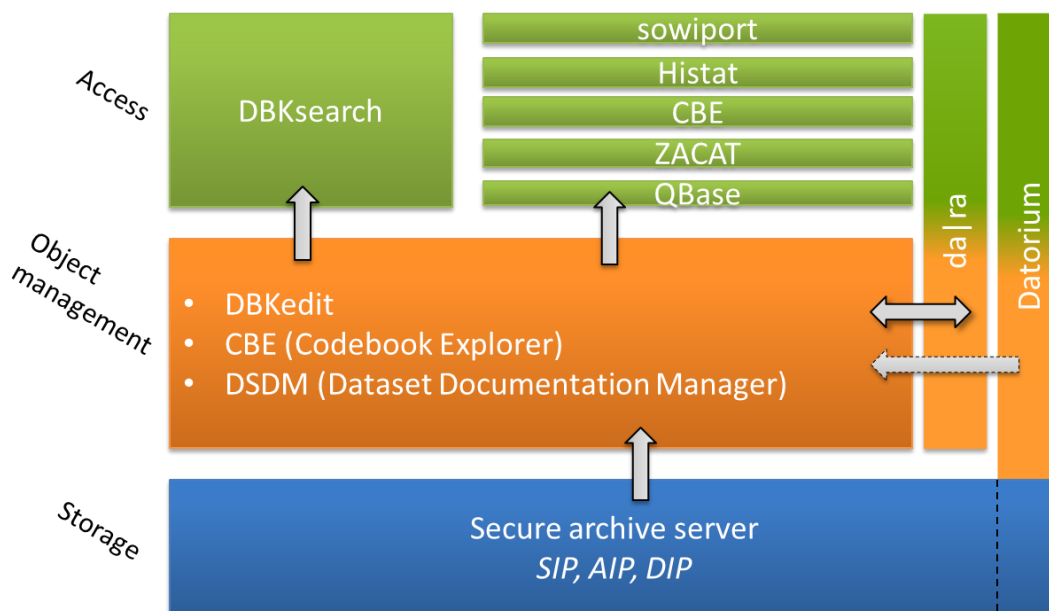 Access
DBKsearch
sowiport
Histat
CBE
ZACAT
QBase
da|ra
Datorium
Object
management
• DBKedit
• CBE (Codebook Explorer)
• DSDM (Dataset Documentation Manager)
Storage
Secure archive server
SIP, AIP, DIP